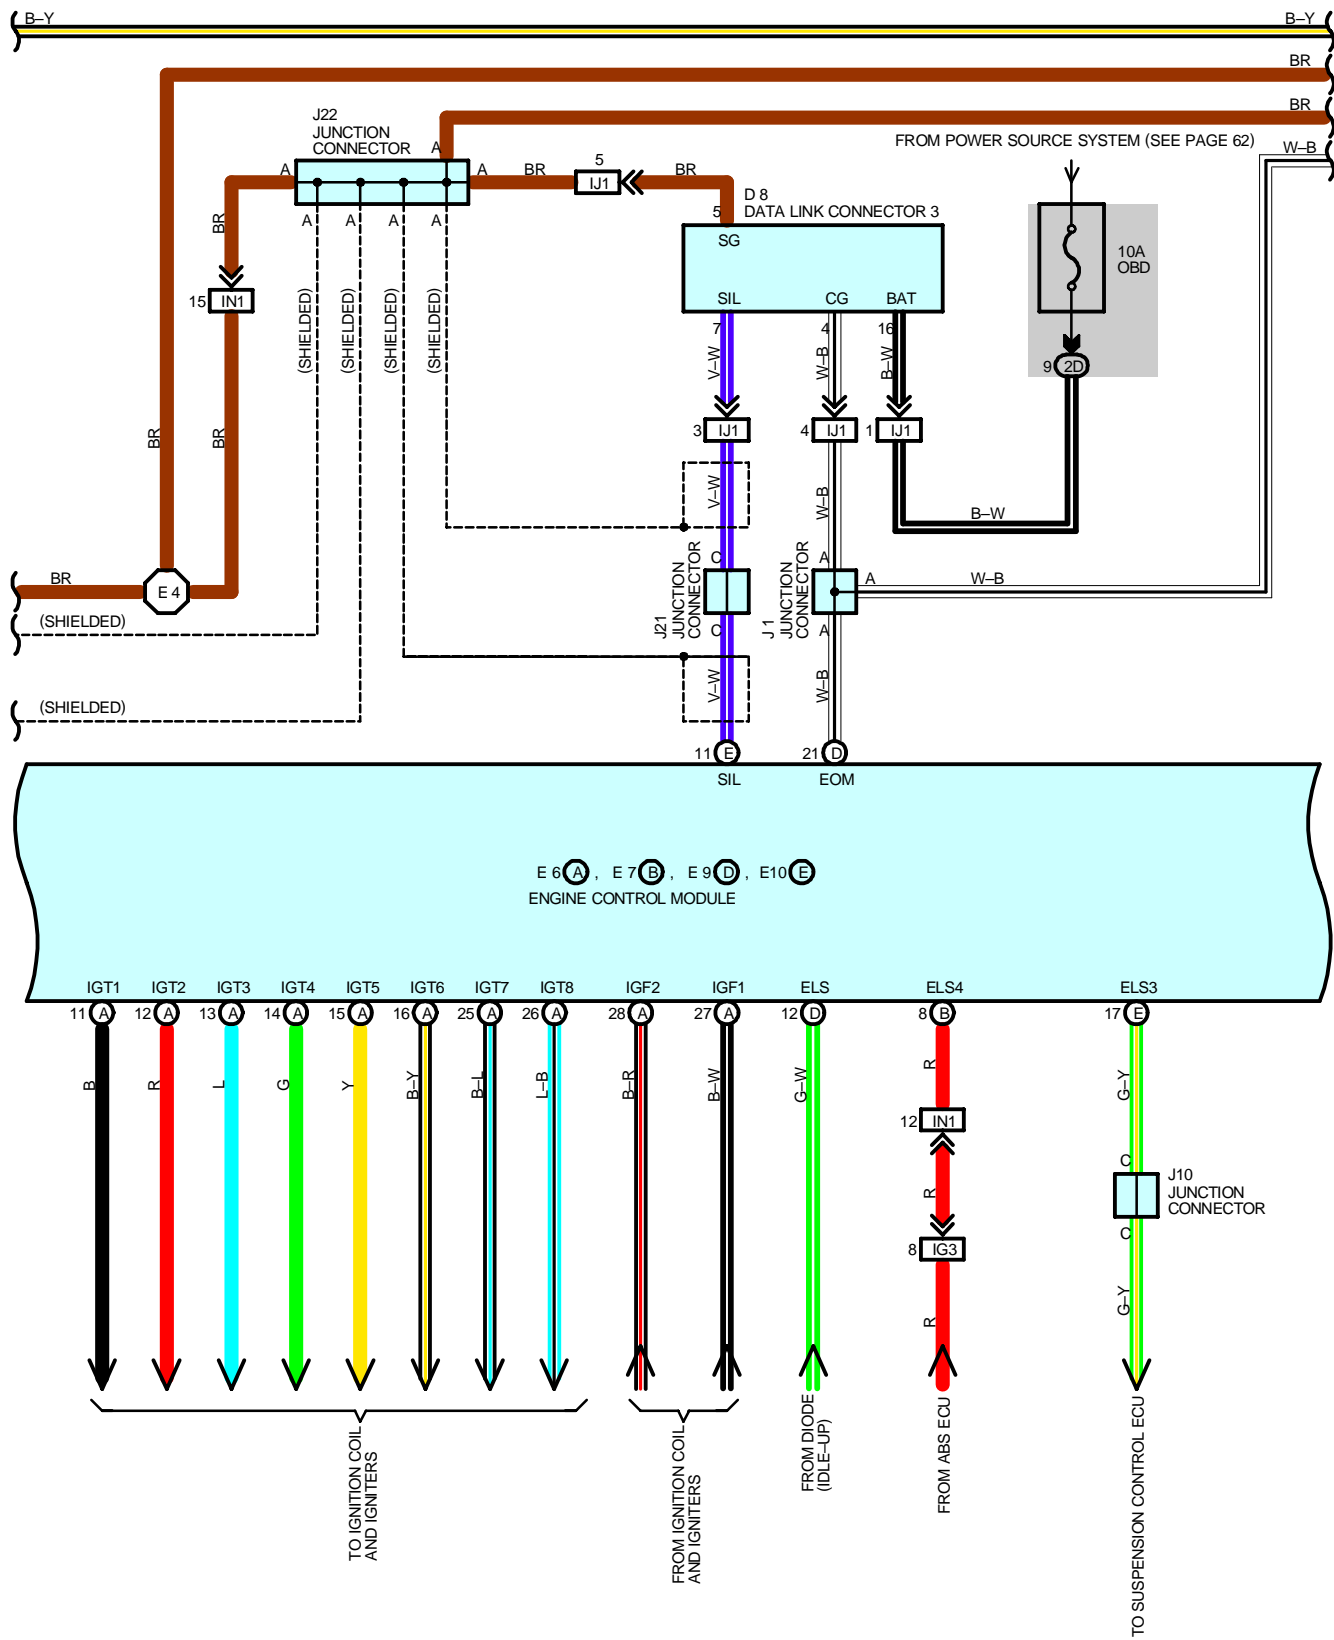 B–Y
B–Y
BR
BR
J22
JUNCTION
CONNECTOR
A
FROM POWER SOURCE SYSTEM (SEE PAGE 62)
W–B
A
A
BR
5
IJ1
BR
D 8
DATA LINK CONNECTOR 3
5
SG
SIL
CG
BAT
7
4
16
A
A
A
A
BR
(SHIELDED)
(SHIELDED)
(SHIELDED)
(SHIELDED)
15
IN1
10A
OBD
9
2D
V–W
W–B
B–W
3
IJ1
4
IJ1
1
IJ1
BR
BR
V–W
W–B
B–W
BR
E 4
(SHIELDED)
C
C
J21
JUNCTION
CONNECTOR
A
A
A
J 1
JUNCTION
CONNECTOR
W–B
V–W
W–B
(SHIELDED)
11
E
21
D
SIL
EOM
E 6 A , E 7 B , E 9 D , E10 E
ENGINE CONTROL MODULE
IGT1
IGT2
IGT3
IGT4
IGT5
IGT6
IGT7
IGT8
IGF2
IGF1
ELS
ELS4
ELS3
11
A
12
A
13
A
14
A
15
A
16
A
25
A
26
A
28
A
27
A
12
D
8
B
17
E
B
R
L
G
Y
B–Y
B–L
L–B
B–R
B–W
G–W
R
G–Y
12
IN1
R
8
IG3
R
C
J10
JUNCTION
CONNECTOR
C
G–Y
TO IGNITION COIL
AND IGNITERS
FROM IGNITION COIL
AND IGNITERS
FROM DIODE
(IDLE–UP)
FROM ABS ECU
TO SUSPENSION CONTROL ECU